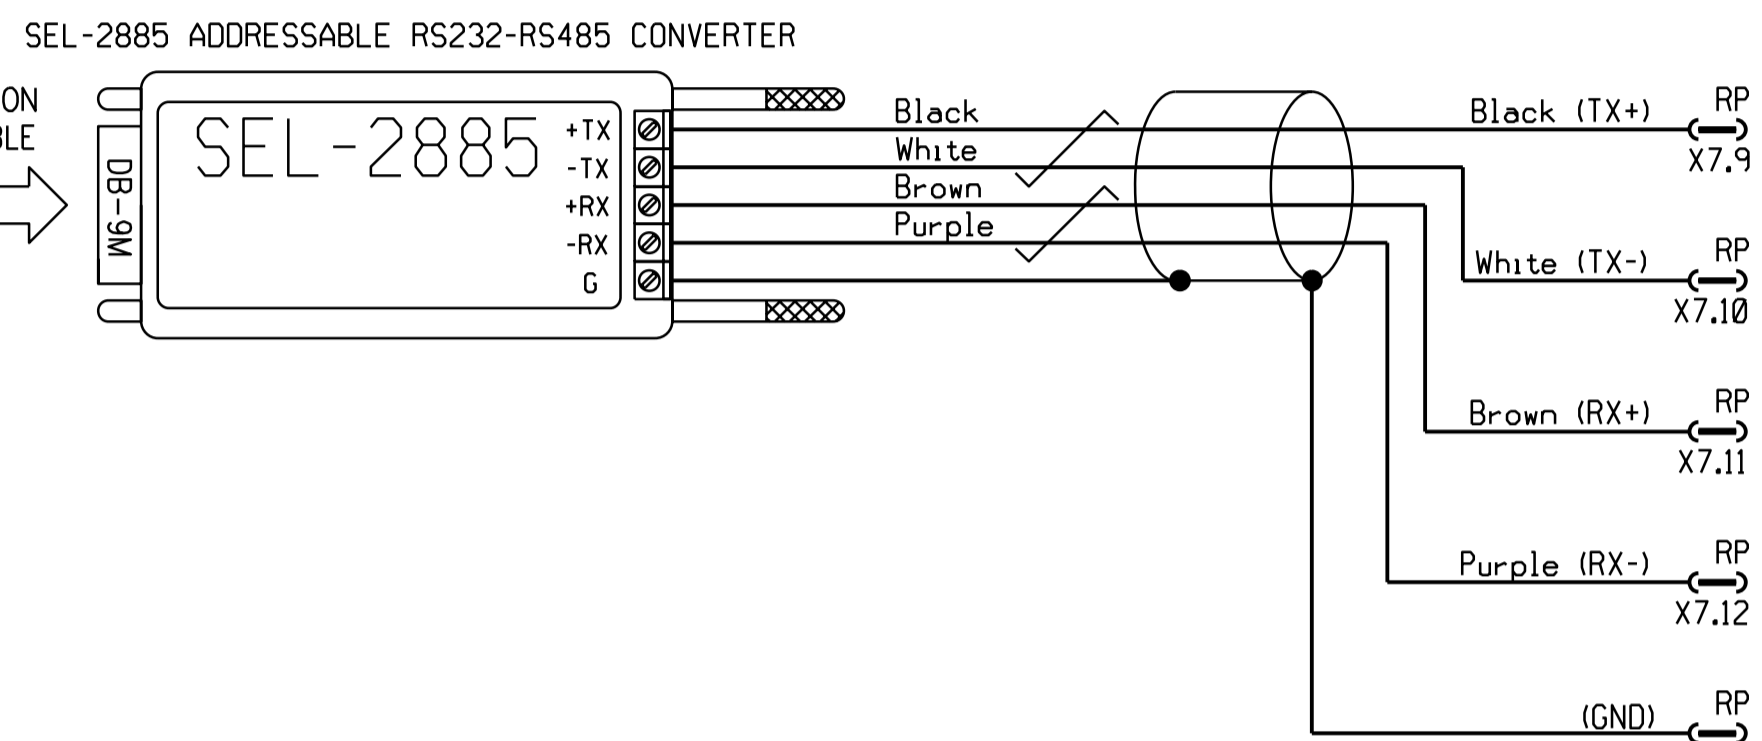 SEL-2885 ADDRESSABLE RS232-RS485 CONVERTER
ON
BLE
DB-9M
SEL-2885
+TX
-TX
+RX
-RX
G
Black
White
Brown
Purple
Black (TX+)
RP
X7.9
White (TX-)
RP
X7.10
Brown (RX+)
RP
X7.11
Purple (RX-)
RP
X7.12
(GND)
RP